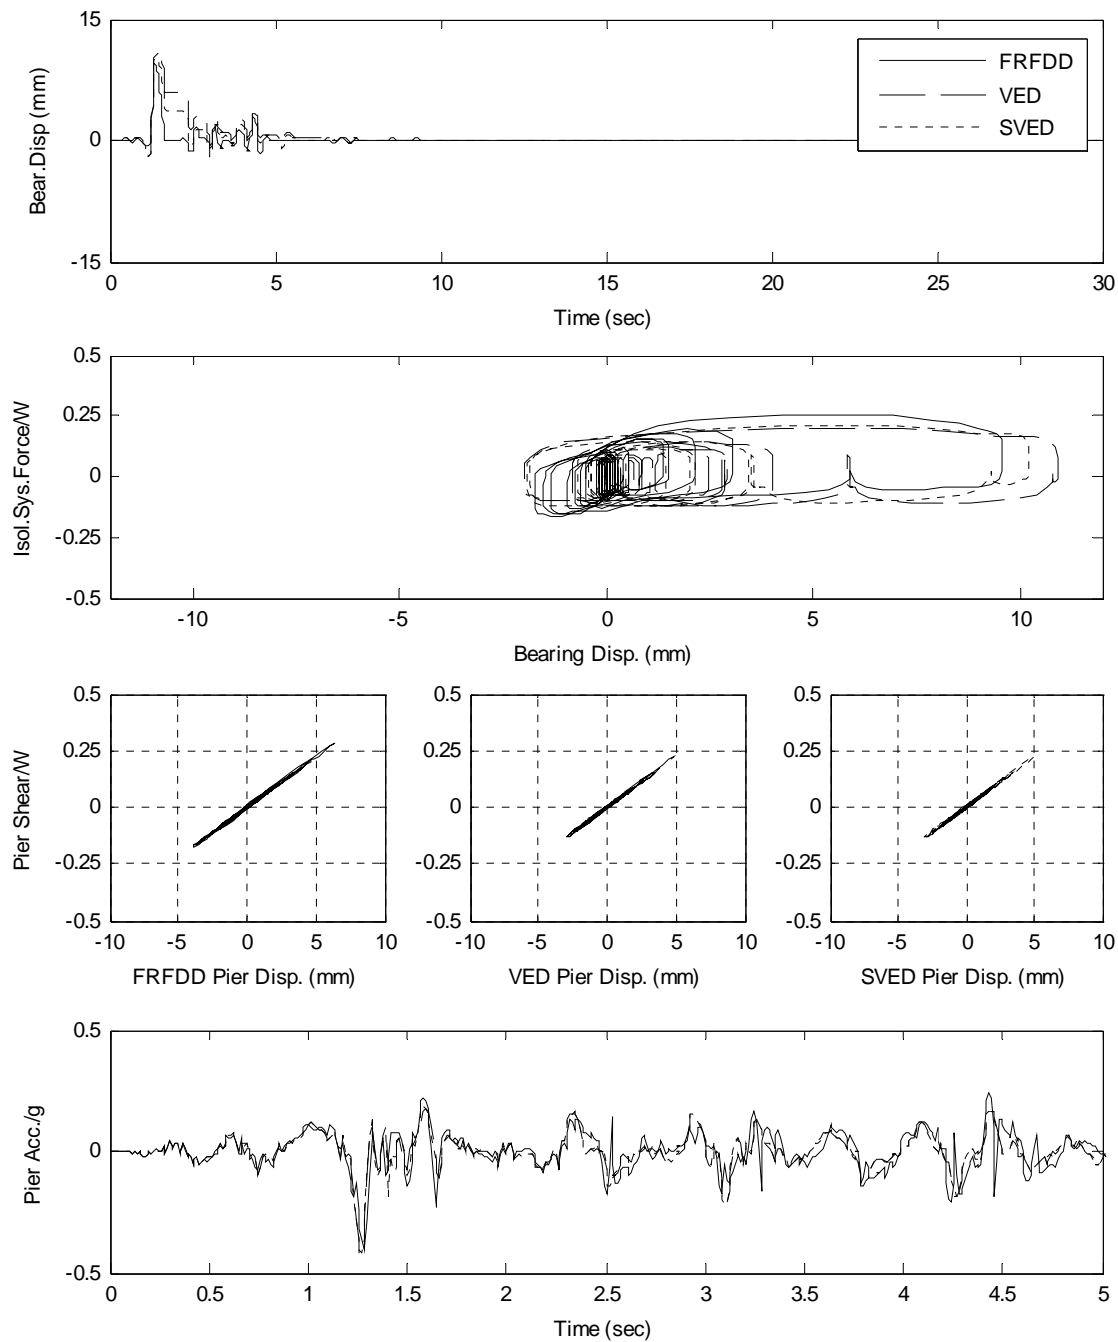 15
0
-15
Bear.Disp (mm)
FRFDD
VED
SVED
0 5 10 15 20 25 30
Time (sec)
0.5
0.25
0
-0.25
-0.5
Isol.Sys.Force/W
-10 -5 0 5 10
Bearing Disp. (mm)
0.5
0.25
0
-0.25
-0.5
Pier Shear/W
-10 -5 0 5 10
FRFDD Pier Disp. (mm)
0.5
0.25
0
-0.25
-0.5
-10 -5 0 5 10
VED Pier Disp. (mm)
0.5
0.25
0
-0.25
-0.5
-10 -5 0 5 10
SVED Pier Disp. (mm)
0.5
0
-0.5
Pier Acc./g
0 0.5 1 1.5 2 2.5 3 3.5 4 4.5 5
Time (sec)